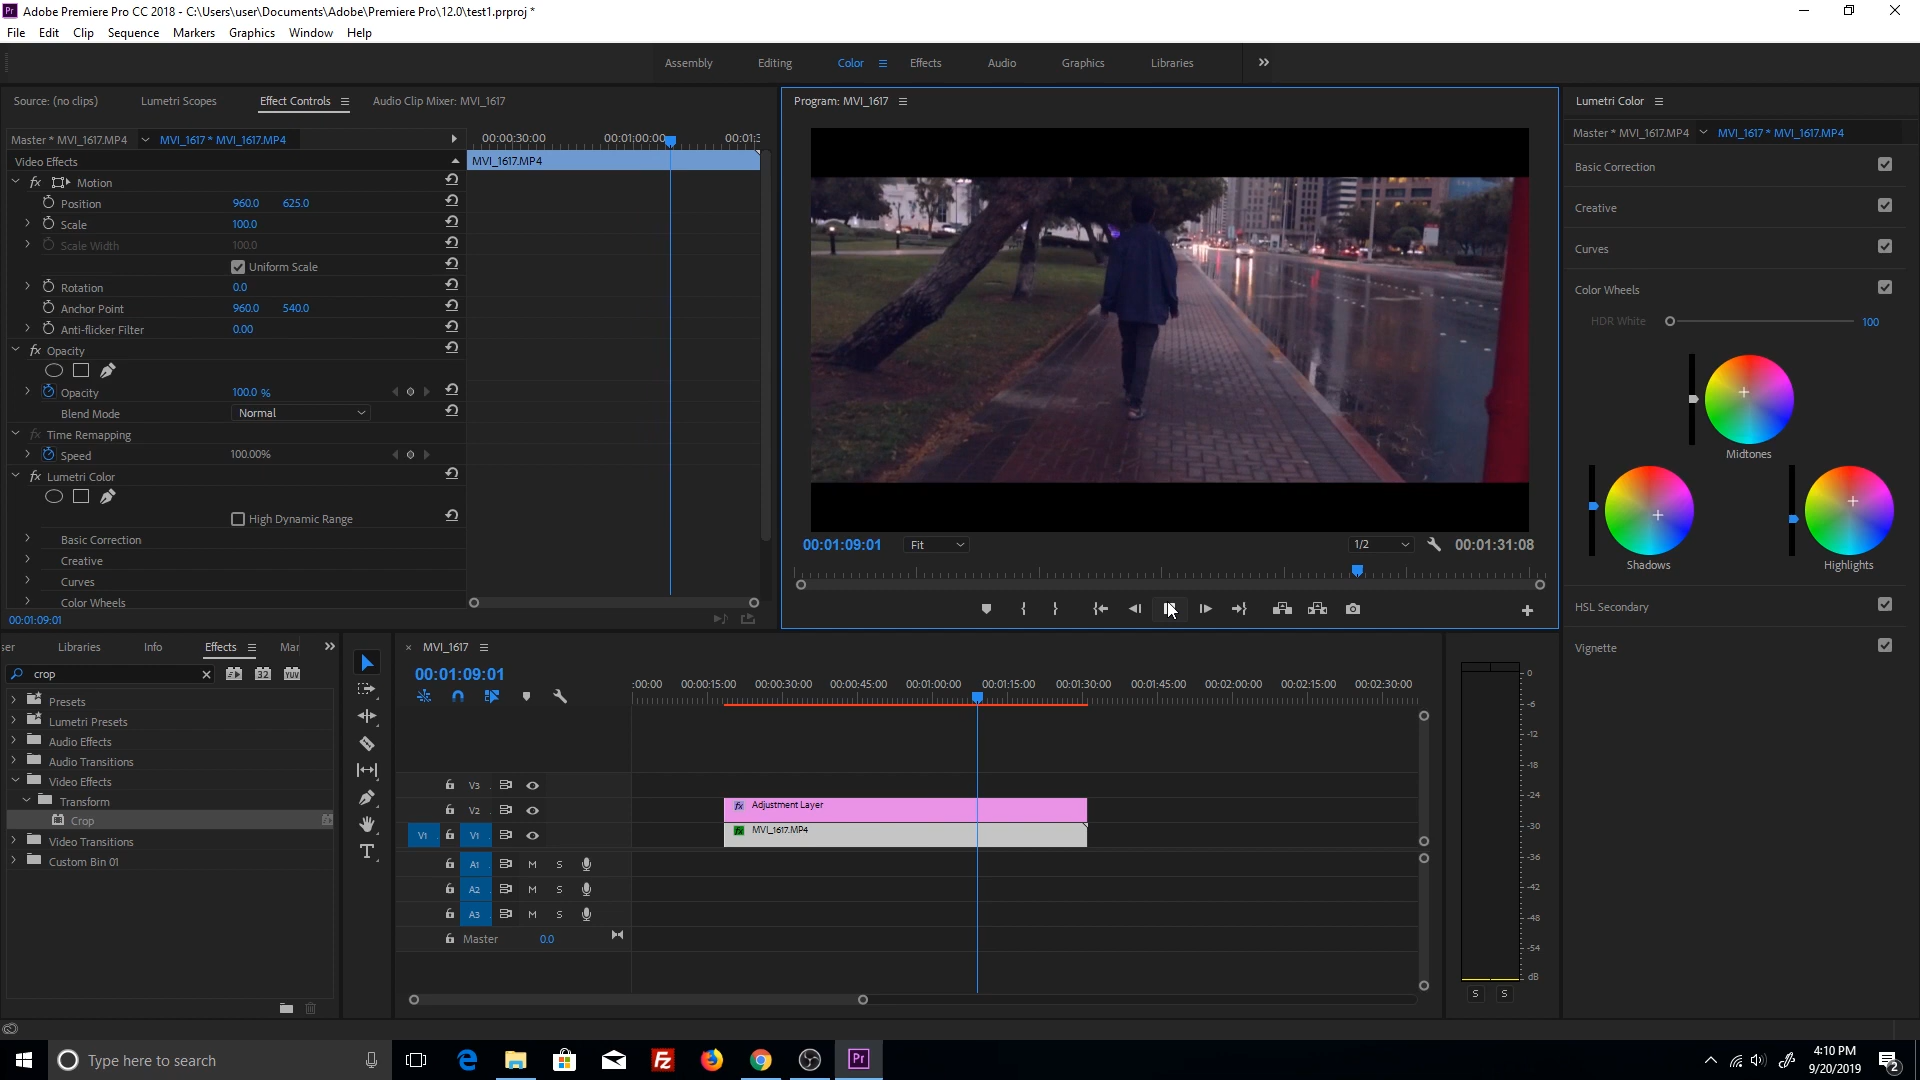 Adobe Premiere Pro CC 2018 - C:\Users\user\Documents\Adobe\Premiere Pro\12.0\test1.prproj *
File Edit Clip Sequence Markers Graphics Window Help
Assembly Editing Color Effects Audio Graphics Libraries
Source: (no clips) Lumetri Scopes Effect Controls Audio Clip Mixer: MVI_1617
Master * MVI_1617.MP4 MVI_1617 * MVI_1617.MP4
00:00:30:00 00:01:00:00
Video Effects
MVI_1617.MP4
fx Motion
Position 960.0 625.0
Scale 100.0
Scale Width 100.0
Uniform Scale
Rotation 0.0
Anchor Point 960.0 540.0
Anti-flicker Filter 0.00
fx Opacity
Opacity 100.0 %
Blend Mode Normal
fx Time Remapping
Speed 100.00%
fx Lumetri Color
High Dynamic Range
Basic Correction
Creative
Curves
Color Wheels
00:01:09:01
Program: MVI_1617
00:01:09:01 Fit 1/2 00:01:31:08
Lumetri Color
Master * MVI_1617.MP4 MVI_1617 * MVI_1617.MP4
Basic Correction
Creative
Curves
Color Wheels
HDR White 100
Midtones
Shadows Highlights
HSL Secondary
Vignette
ser Libraries Info Effects Mar
crop 32 YUV
Presets
Lumetri Presets
Audio Effects
Audio Transitions
Video Effects
Transform
Crop
Video Transitions
Custom Bin 01
MVI_1617
00:01:09:01
:00:00 00:00:15:00 00:00:30:00 00:00:45:00 00:01:00:00 00:01:15:00 00:01:30:00 00:01:45:00 00:02:00:00 00:02:15:00 00:02:30:00
V3
V2 fx Adjustment Layer
V1 V1 fx MVI_1617.MP4
A1 M S
A2 M S
A3 M S
Master 0.0
0
-6
-12
-18
-24
-30
-36
-42
-48
-54
dB
S S
Type here to search
Pr
4:10 PM
9/20/2019
2